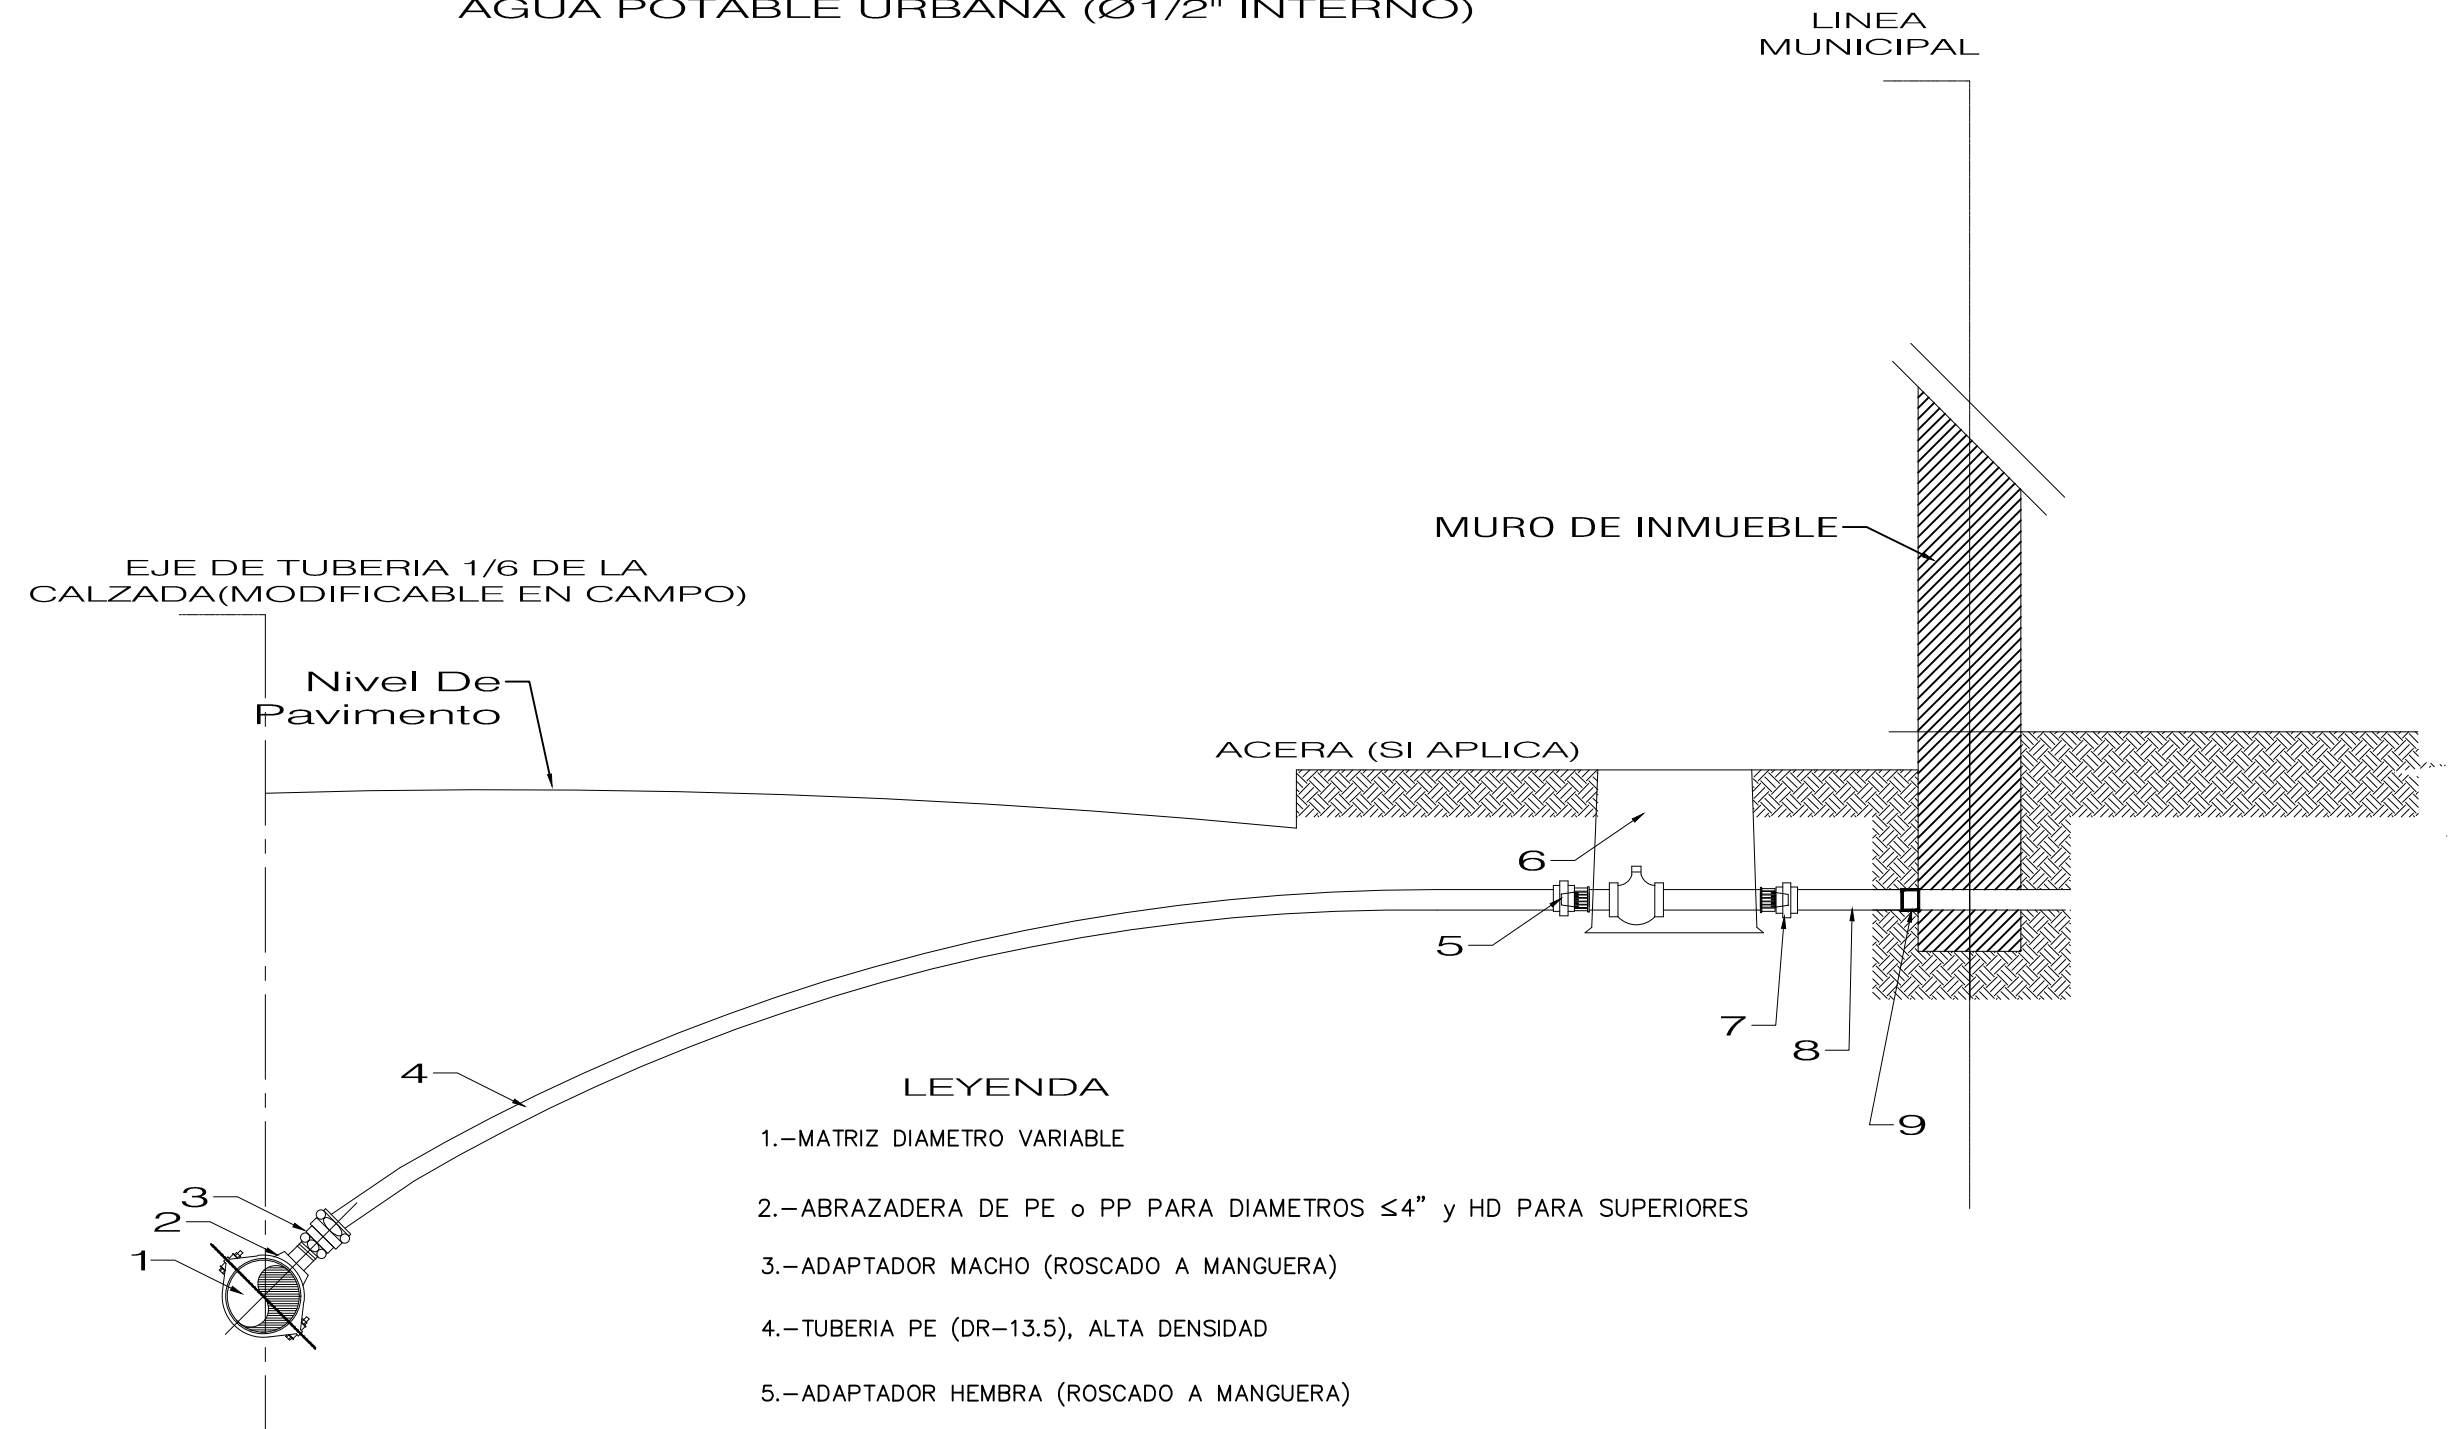 AGUA POTABLE URBANA (Ø1/2" INTERNO)
LINEA
MUNICIPAL
MURO DE INMUEBLE
EJE DE TUBERIA 1/6 DE LA
CALZADA(MODIFICABLE EN CAMPO)
Nivel De
Pavimento
ACERA (SI APLICA)
6
5
7
8
4
9
3
2
1
LEYENDA
1.-MATRIZ DIAMETRO VARIABLE
2.-ABRAZADERA DE PE o PP PARA DIAMETROS ≤4” y HD PARA SUPERIORES
3.-ADAPTADOR MACHO (ROSCADO A MANGUERA)
4.-TUBERIA PE (DR-13.5), ALTA DENSIDAD
5.-ADAPTADOR HEMBRA (ROSCADO A MANGUERA)